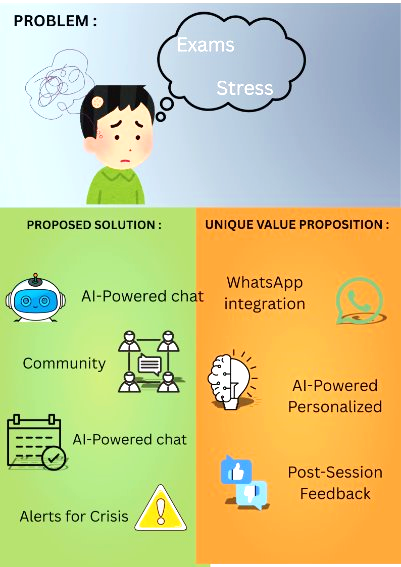 PROBLEM :
Exams
Stress
PROPOSED SOLUTION :
AI-Powered chat
Community
AI-Powered chat
Alerts for Crisis
UNIQUE VALUE PROPOSITION :
WhatsApp
integration
AI-Powered
Personalized
Post-Session
Feedback